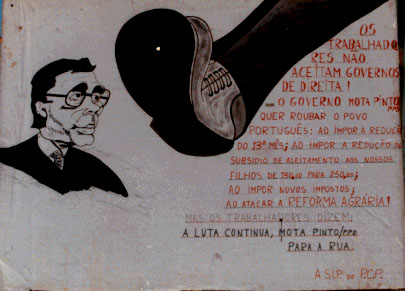 OS
TRABALHADO
RES NÃO
ACEITAM GOVERNOS
DE DIREITA!
— O GOVERNO MOTA PINTO/PPD
QUER ROUBAR O POVO
PORTUGUÊS: AO IMPOR A REDUÇÃO
DO 13º MÊS; AO IMPOR A REDUÇÃO DO
SUBSÍDIO DE ALEITAMENTO AOS NOSSOS
FILHOS DE 750,00 PARA 250,00;
AO IMPOR NOVOS IMPOSTOS;
AO ATACAR A REFORMA AGRÁRIA!
MAS OS TRABALHADORES DIZEM:
A LUTA CONTINUA, MOTA PINTO/PPD
PARA A RUA.
A S.I.P. DO P.C.P.